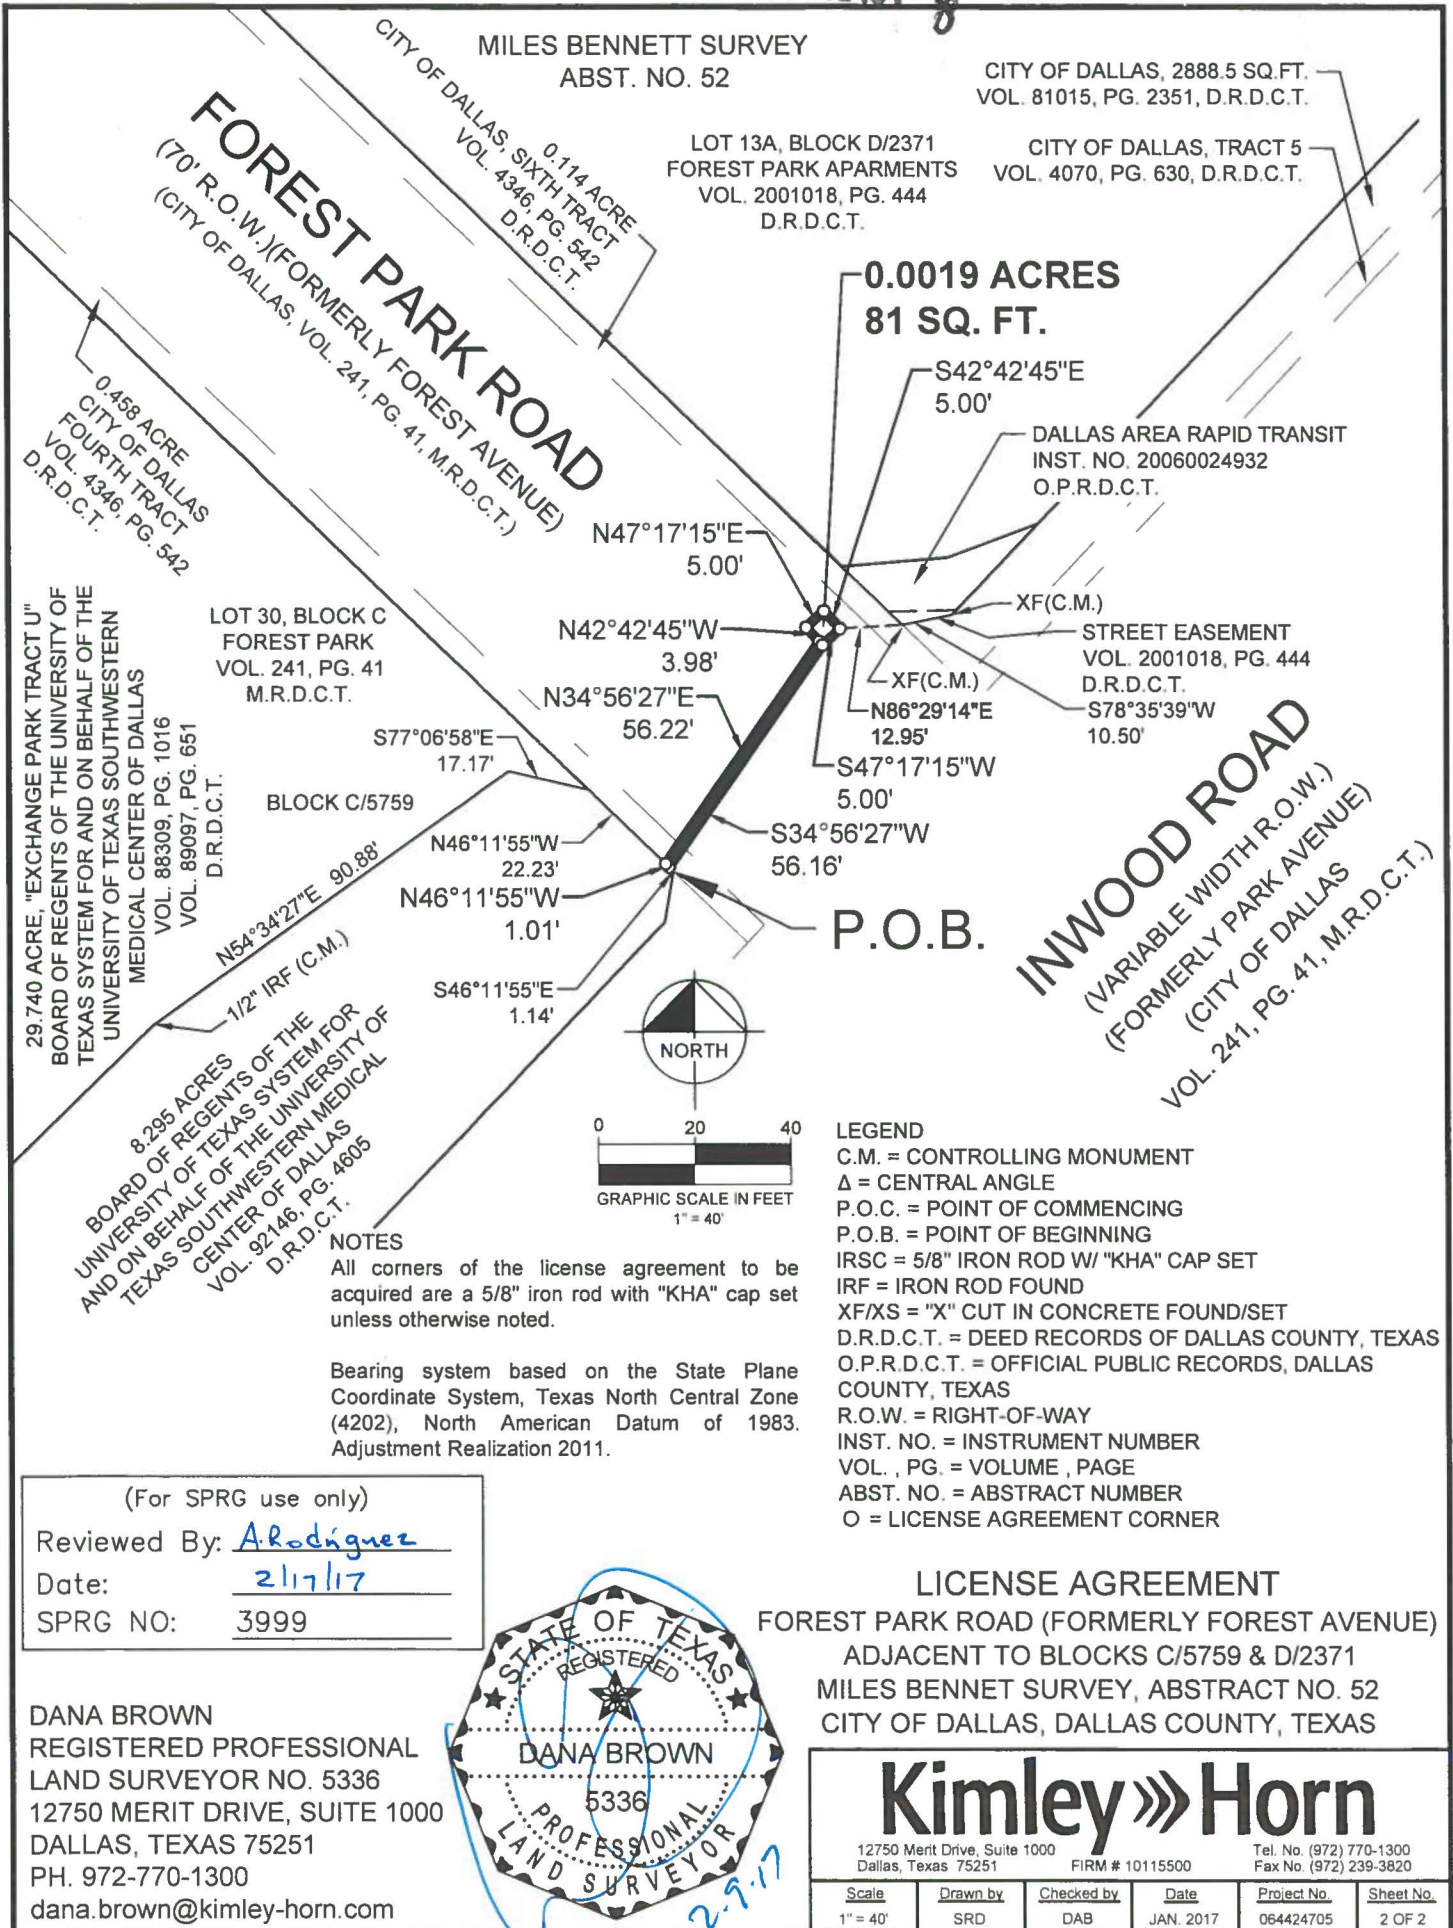 MILES BENNETT SURVEY
ABST. NO. 52
CITY OF DALLAS, 2888.5 SQ.FT.
VOL. 81015, PG. 2351, D.R.D.C.T.
CITY OF DALLAS, TRACT 5
VOL. 4070, PG. 630, D.R.D.C.T.
LOT 13A, BLOCK D/2371
FOREST PARK APARMENTS
VOL. 2001018, PG. 444
D.R.D.C.T.
0.114 ACRE
CITY OF DALLAS, SIXTH TRACT
VOL. 4346, PG. 542
D.R.D.C.T.
FOREST PARK ROAD
(70' R.O.W.)(FORMERLY FOREST AVENUE)
(CITY OF DALLAS, VOL. 241, PG. 41, M.R.D.C.T.)
0.458 ACRE
CITY OF DALLAS
FOURTH TRACT
VOL. 4346, PG. 542
D.R.D.C.T.
0.0019 ACRES
81 SQ. FT.
S42°42'45"E
5.00'
DALLAS AREA RAPID TRANSIT
INST. NO. 20060024932
O.P.R.D.C.T.
N47°17'15"E
5.00'
N42°42'45"W
3.98'
N34°56'27"E
56.22'
XF(C.M.)
STREET EASEMENT
VOL. 2001018, PG. 444
D.R.D.C.T.
S78°35'39"W
10.50'
XF(C.M.)
N86°29'14"E
12.95'
S47°17'15"W
5.00'
S34°56'27"W
56.16'
LOT 30, BLOCK C
FOREST PARK
VOL. 241, PG. 41
M.R.D.C.T.
29.740 ACRE, "EXCHANGE PARK TRACT U"
BOARD OF REGENTS OF THE UNIVERSITY OF
TEXAS SYSTEM FOR AND ON BEHALF OF THE
UNIVERSITY OF TEXAS SOUTHWESTERN
MEDICAL CENTER OF DALLAS
VOL. 88309, PG. 1016
VOL. 89097, PG. 651
D.R.D.C.T.
S77°06'58"E
17.17'
BLOCK C/5759
N46°11'55"W
22.23'
N46°11'55"W
1.01'
N54°34'27"E 90.88'
1/2" IRF (C.M.)
S46°11'55"E
1.14'
P.O.B.
INWOOD ROAD
(VARIABLE WIDTH R.O.W.)
(FORMERLY PARK AVENUE)
(CITY OF DALLAS
VOL. 241, PG. 41, M.R.D.C.T.)
8.295 ACRES
BOARD OF REGENTS OF THE
UNIVERSITY OF TEXAS SYSTEM FOR
AND ON BEHALF OF THE UNIVERSITY OF
TEXAS SOUTHWESTERN MEDICAL
CENTER OF DALLAS
VOL. 92146, PG. 4605
D.R.D.C.T.
NORTH
0 20 40
GRAPHIC SCALE IN FEET
1" = 40'
NOTES
All corners of the license agreement to be
acquired are a 5/8" iron rod with "KHA" cap set
unless otherwise noted.
Bearing system based on the State Plane
Coordinate System, Texas North Central Zone
(4202), North American Datum of 1983.
Adjustment Realization 2011.
LEGEND
C.M. = CONTROLLING MONUMENT
Δ = CENTRAL ANGLE
P.O.C. = POINT OF COMMENCING
P.O.B. = POINT OF BEGINNING
IRSC = 5/8" IRON ROD W/ "KHA" CAP SET
IRF = IRON ROD FOUND
XF/XS = "X" CUT IN CONCRETE FOUND/SET
D.R.D.C.T. = DEED RECORDS OF DALLAS COUNTY, TEXAS
O.P.R.D.C.T. = OFFICIAL PUBLIC RECORDS, DALLAS
COUNTY, TEXAS
R.O.W. = RIGHT-OF-WAY
INST. NO. = INSTRUMENT NUMBER
VOL. , PG. = VOLUME , PAGE
ABST. NO. = ABSTRACT NUMBER
O = LICENSE AGREEMENT CORNER
(For SPRG use only)
Reviewed By: A.Rodriguez
Date: 2/17/17
SPRG NO: 3999
LICENSE AGREEMENT
FOREST PARK ROAD (FORMERLY FOREST AVENUE)
ADJACENT TO BLOCKS C/5759 & D/2371
MILES BENNET SURVEY, ABSTRACT NO. 52
CITY OF DALLAS, DALLAS COUNTY, TEXAS
DANA BROWN
REGISTERED PROFESSIONAL
LAND SURVEYOR NO. 5336
12750 MERIT DRIVE, SUITE 1000
DALLAS, TEXAS 75251
PH. 972-770-1300
dana.brown@kimley-horn.com
STATE OF TEXAS
REGISTERED
DANA BROWN
5336
PROFESSIONAL
LAND SURVEYOR
2.9.17
Kimley»Horn
12750 Merit Drive, Suite 1000
Dallas, Texas 75251
FIRM # 10115500
Tel. No. (972) 770-1300
Fax No. (972) 239-3820
Scale Drawn by Checked by Date Project No. Sheet No.
1" = 40' SRD DAB JAN. 2017 064424705 2 OF 2